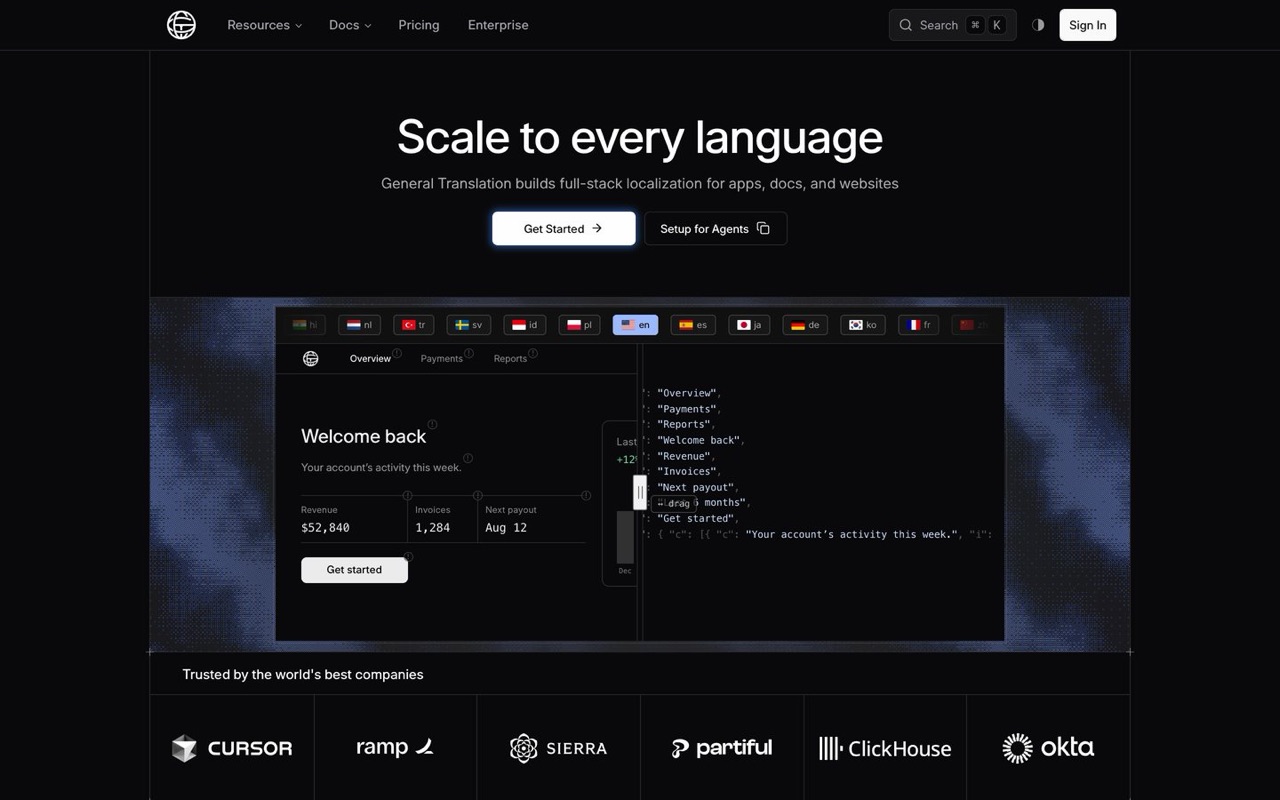 Resources
Docs
Pricing
Enterprise
Search ⌘ K
Sign In
Scale to every language
General Translation builds full-stack localization for apps, docs, and websites
Get Started →
Setup for Agents
hi
nl
tr
sv
id
pl
en
es
ja
de
ko
fr
zh
Overview
Payments
Reports
Welcome back
Your account's activity this week.
Revenue
$52,840
Invoices
1,284
Next payout
Aug 12
Get started
Last
+12
Dec
": "Overview",
": "Payments",
": "Reports",
": "Welcome back",
": "Revenue",
": "Invoices",
": "Next payout",
months",
↔ drag
": "Get started",
": { "c": [{ "c": "Your account's activity this week.", "i":
Trusted by the world's best companies
CURSOR
ramp
SIERRA
partiful
ClickHouse
okta